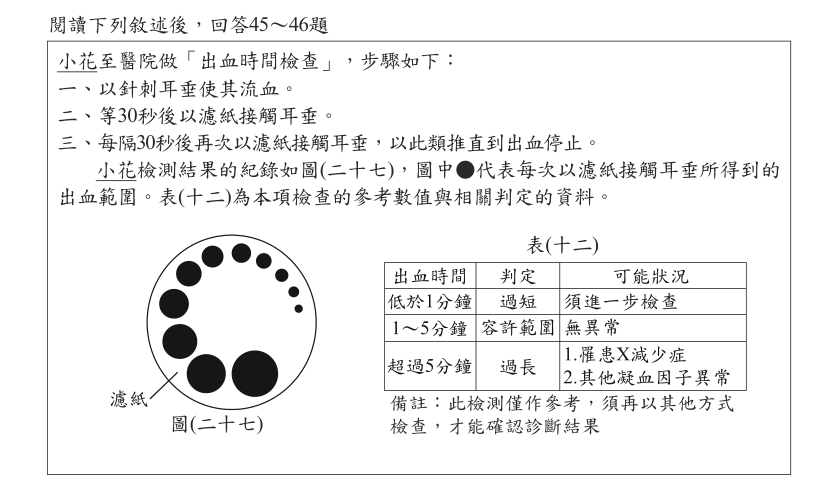 閱讀下列敘述後，回答45～46題
小花至醫院做「出血時間檢查」，步驟如下：
一、以針刺耳垂使其流血。
二、等30秒後以濾紙接觸耳垂。
三、每隔30秒後再次以濾紙接觸耳垂，以此類推直到出血停止。
小花檢測結果的紀錄如圖(二十七)，圖中●代表每次以濾紙接觸耳垂所得到的
出血範圍。表(十二)為本項檢查的參考數值與相關判定的資料。
濾紙
圖(二十七)
表(十二)
出血時間 判定 可能狀況
低於1分鐘 過短 須進一步檢查
1～5分鐘 容許範圍 無異常
超過5分鐘 過長 1.罹患X減少症
2.其他凝血因子異常
備註：此檢測僅作參考，須再以其他方式
檢查，才能確認診斷結果